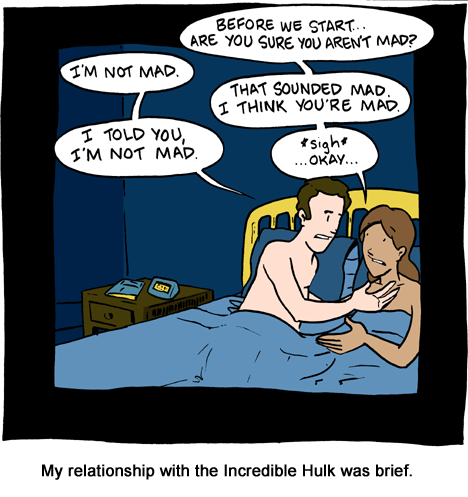 BEFORE WE START...
ARE YOU SURE YOU AREN'T MAD?
I'M NOT MAD.
THAT SOUNDED MAD.
I THINK YOU'RE MAD.
I TOLD YOU,
I'M NOT MAD.
*sigh*
...OKAY...
My relationship with the Incredible Hulk was brief.